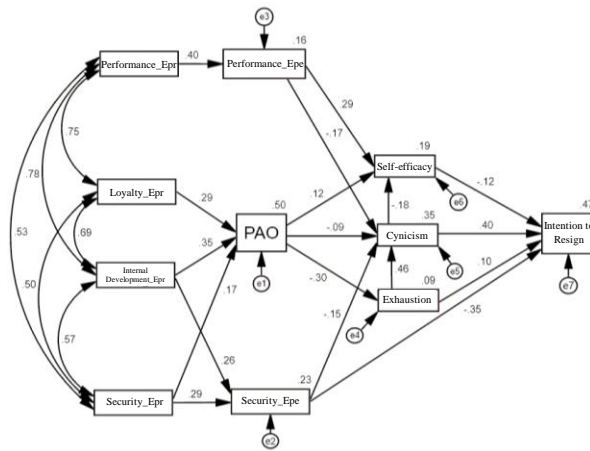 e3
.16
Performance_Epr
.40
Performance_Epe
.29
-.17
.75
.19
Self-efficacy
.78
e6
-.12
Loyalty_Epr
.29
.50
.12
-.18
.35
.47
.53
.69
PAO
-.09
Cynicism
.40
Intention to
Resign
.35
e5
.50
Internal
Development_Epr
e1
-.30
.46
.09
.10
e7
.17
Exhaustion
-.15
-.35
.57
e4
.26
.23
Security_Epr
.29
Security_Epe
e2